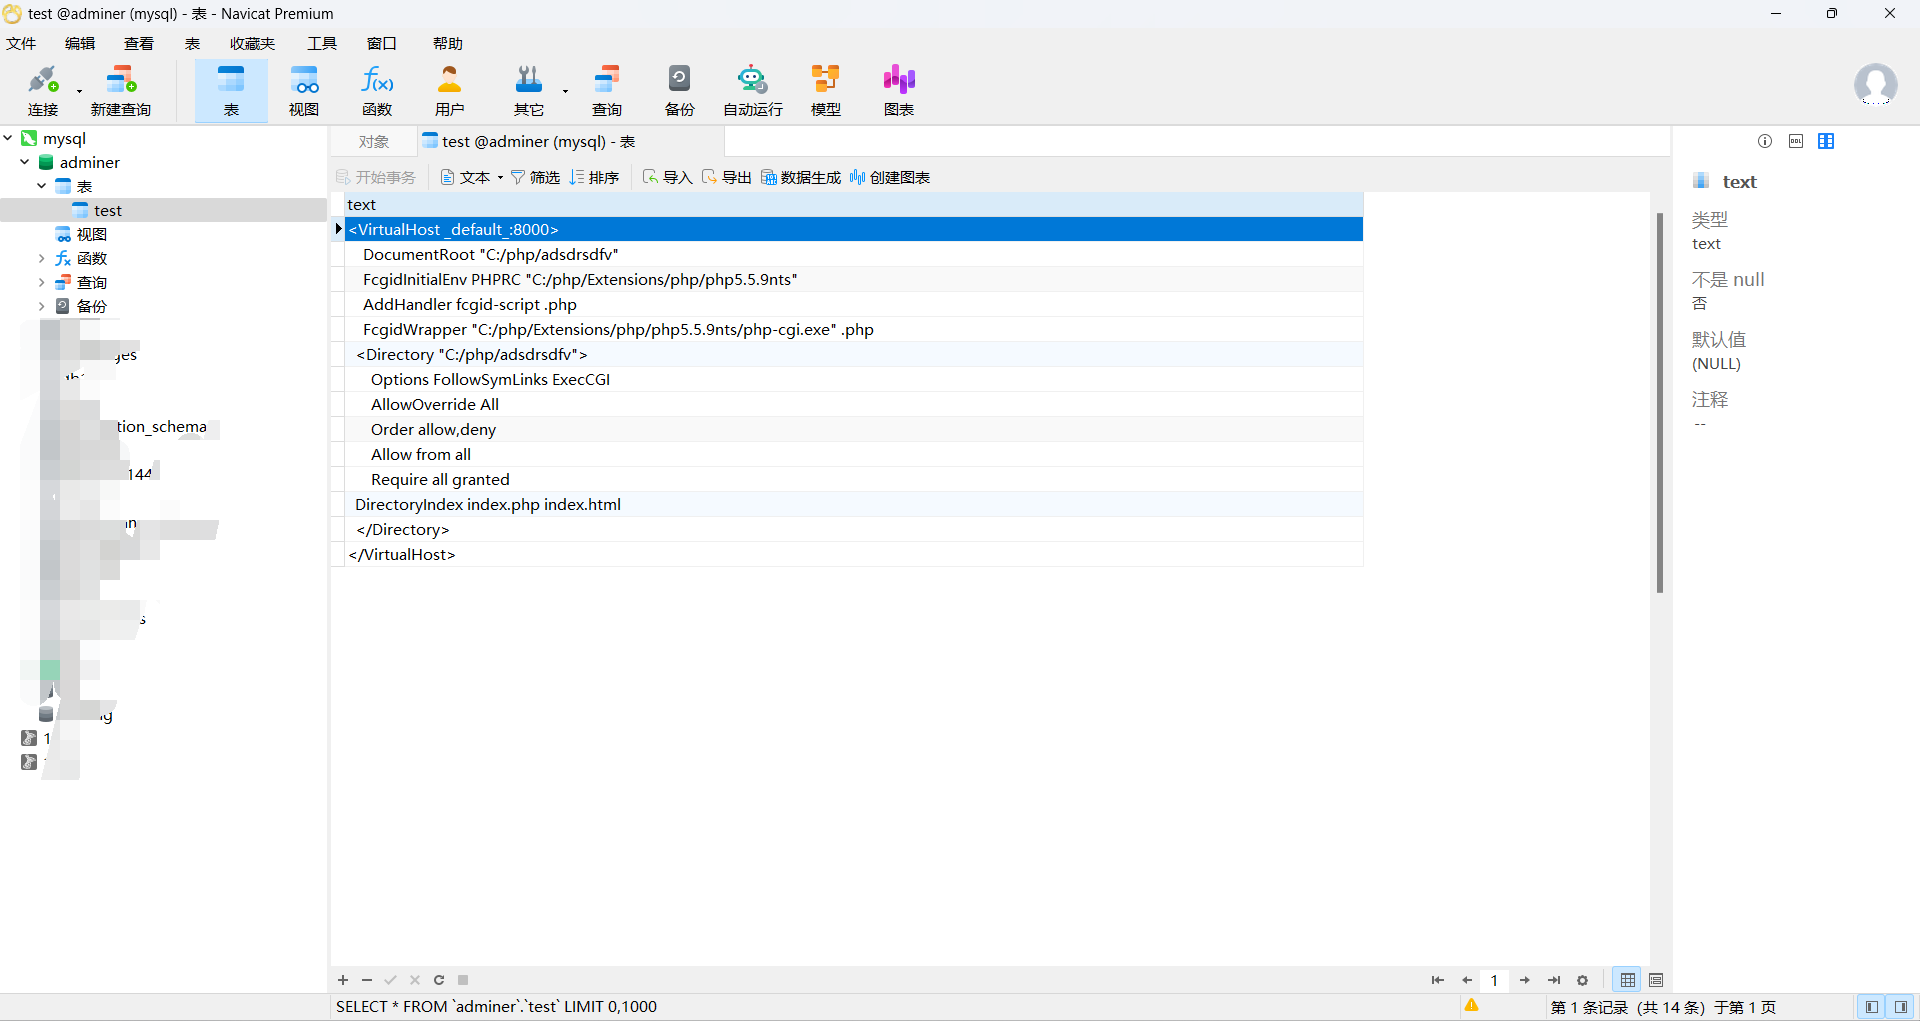 test @adminer (mysql) - 表 - Navicat Premium
文件 编辑 查看 表 收藏夹 工具 窗口 帮助
连接 新建查询 表 视图 函数 用户 其它 查询 备份 自动运行 模型 图表
mysql
adminer
表
test
视图
函数
查询
备份
tion_schema
144
对象 test @adminer (mysql) - 表
开始事务 文本 筛选 排序 导入 导出 数据生成 创建图表
text
<VirtualHost _default_:8000>
DocumentRoot "C:/php/adsdrsdfv"
FcgidInitialEnv PHPRC "C:/php/Extensions/php/php5.5.9nts"
AddHandler fcgid-script .php
FcgidWrapper "C:/php/Extensions/php/php5.5.9nts/php-cgi.exe" .php
<Directory "C:/php/adsdrsdfv">
Options FollowSymLinks ExecCGI
AllowOverride All
Order allow,deny
Allow from all
Require all granted
DirectoryIndex index.php index.html
</Directory>
</VirtualHost>
text
类型
text
不是 null
否
默认值
(NULL)
注释
--
1
SELECT * FROM `adminer`.`test` LIMIT 0,1000
第 1 条记录 (共 14 条) 于第 1 页